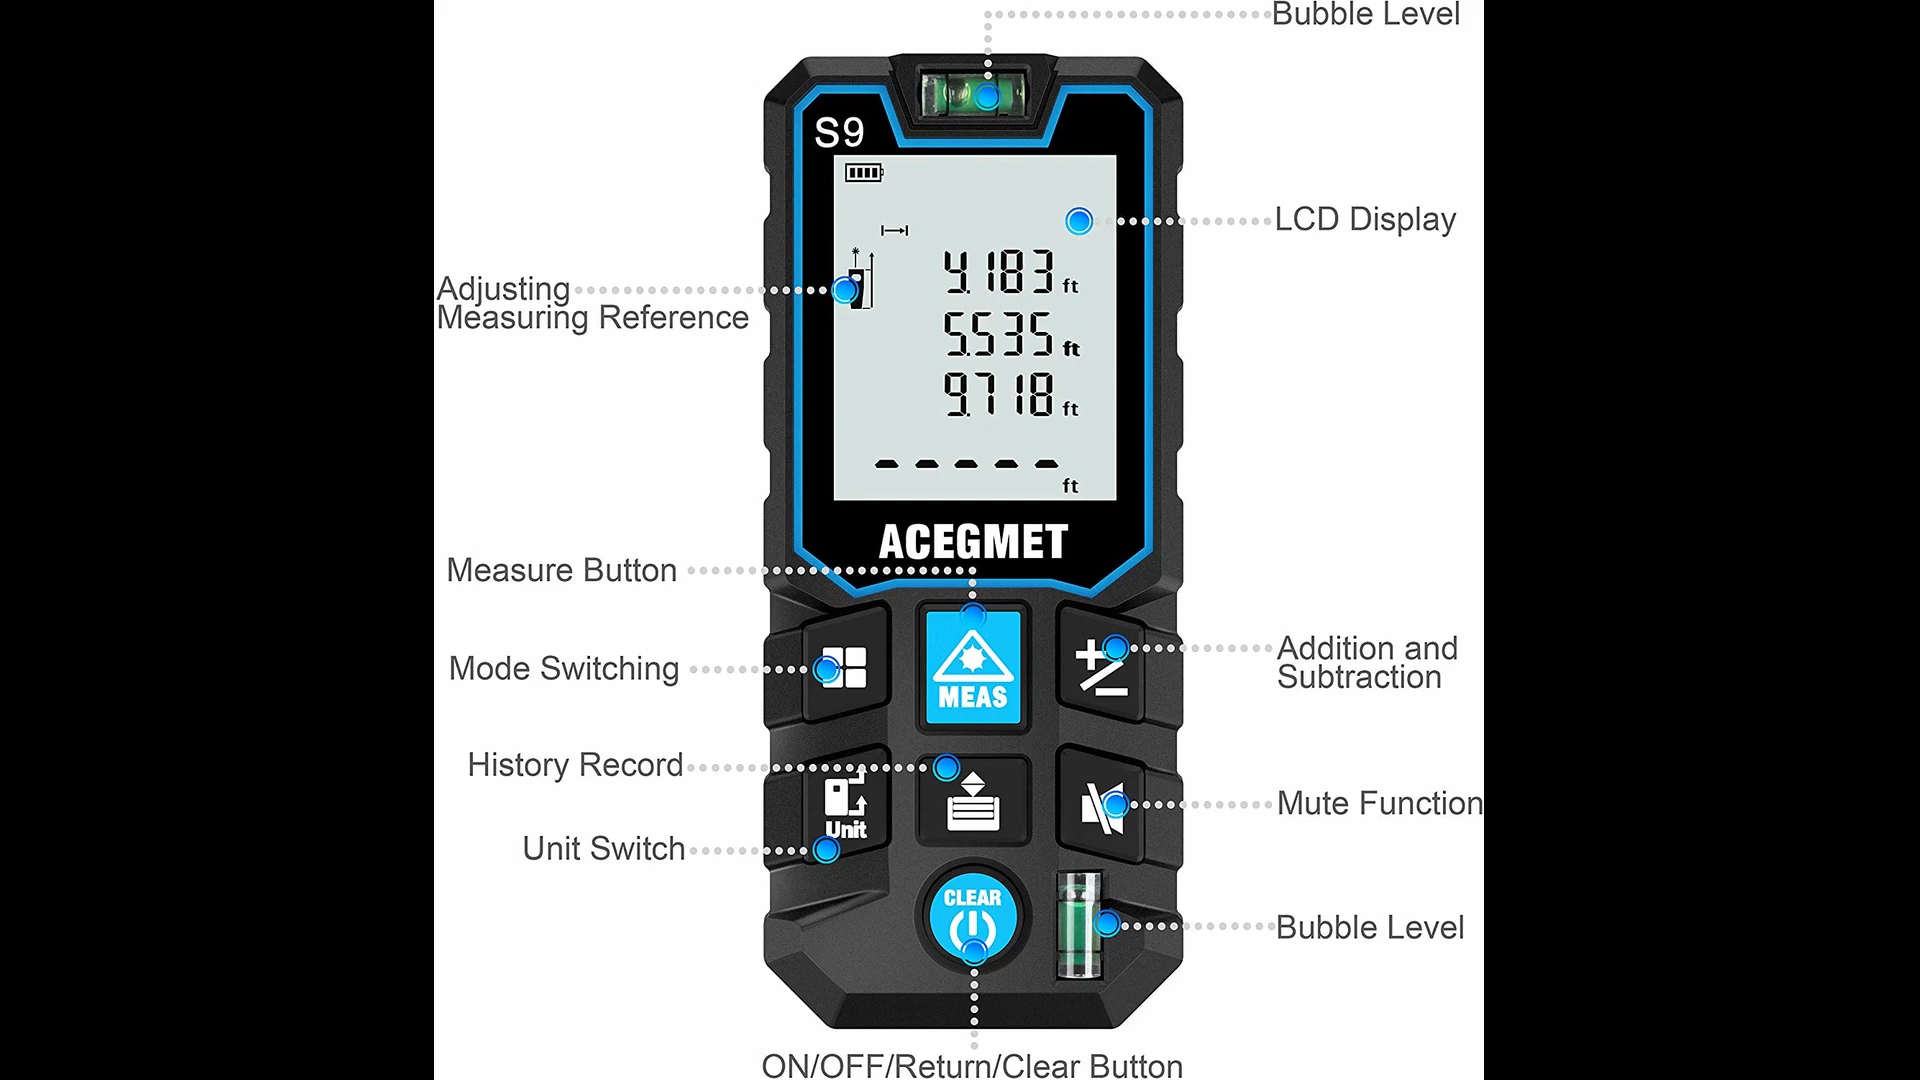 Bubble Level
S9
LCD Display
Adjusting
Measuring Reference
4.183 ft
5.535 ft
9.718 ft
- - - - -
ft
ACEGMET
Measure Button
Mode Switching
MEAS
Addition and
Subtraction
History Record
Unit
Mute Function
Unit Switch
CLEAR
Bubble Level
ON/OFF/Return/Clear Button